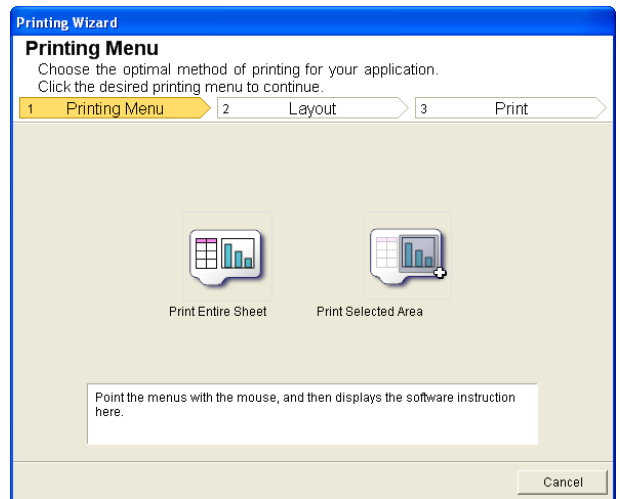 Printing Wizard
Printing Menu
Choose the optimal method of printing for your application.
Click the desired printing menu to continue.
1 Printing Menu 2 Layout 3 Print
Print Entire Sheet Print Selected Area
Point the menus with the mouse, and then displays the software instruction
here.
Cancel